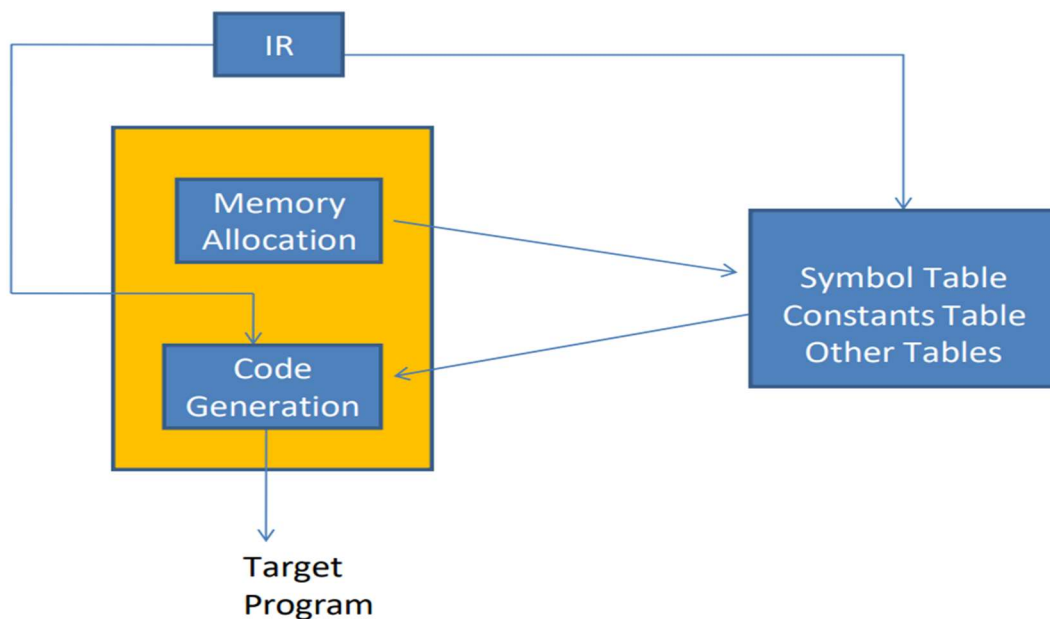 IR
Memory
Allocation
Symbol Table
Constants Table
Other Tables
Code
Generation
Target
Program